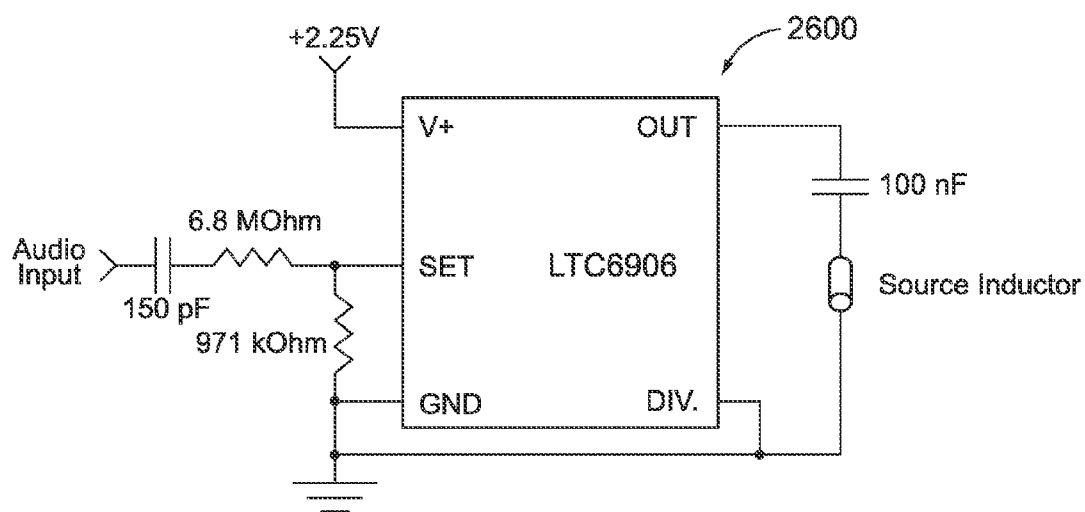 2600
+2.25V
V+
OUT
100 nF
6.8 MOhm
Audio
Input
SET
LTC6906
Source Inductor
150 pF
971 kOhm
GND
DIV.